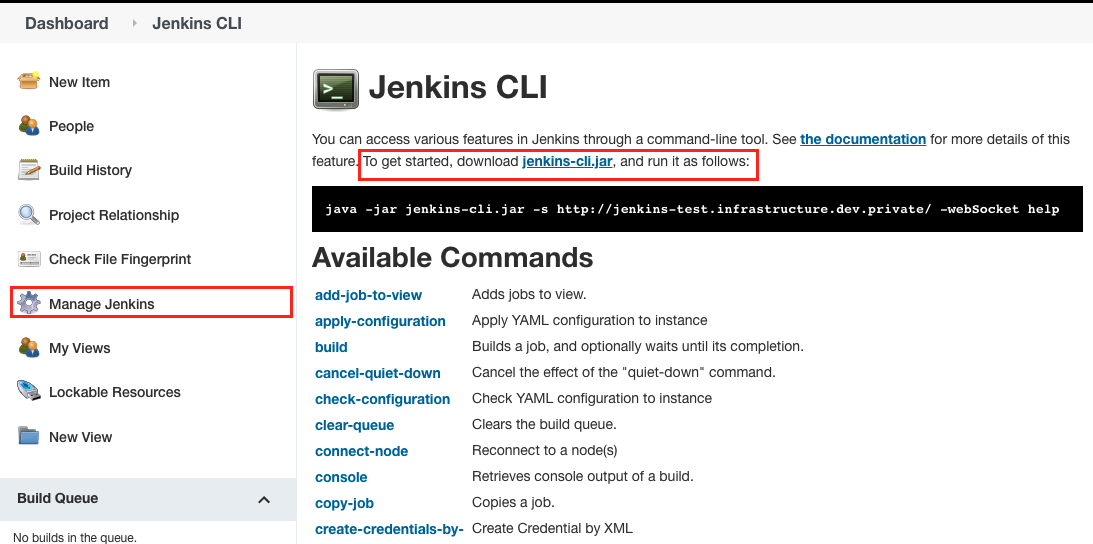 Dashboard Jenkins CLI
New Item
People
Build History
Project Relationship
Check File Fingerprint
Manage Jenkins
My Views
Lockable Resources
New View
Build Queue
No builds in the queue.
>_
Jenkins CLI
You can access various features in Jenkins through a command-line tool. See the documentation for more details of this
feature. To get started, download jenkins-cli.jar, and run it as follows:
java -jar jenkins-cli.jar -s http://jenkins-test.infrastructure.dev.private/ -webSocket help
Available Commands
add-job-to-view Adds jobs to view.
apply-configuration Apply YAML configuration to instance
build Builds a job, and optionally waits until its completion.
cancel-quiet-down Cancel the effect of the "quiet-down" command.
check-configuration Check YAML configuration to instance
clear-queue Clears the build queue.
connect-node Reconnect to a node(s)
console Retrieves console output of a build.
copy-job Copies a job.
create-credentials-by- Create Credential by XML